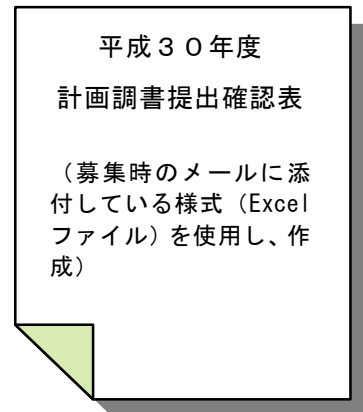 平成３０年度
計画調書提出確認表
（募集時のメールに添
付している様式（Excel
ファイル）を使用し、作
成）